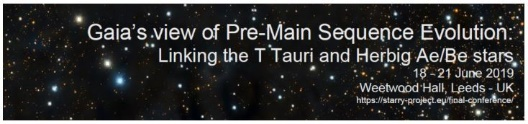 Gaia's view of Pre-Main Sequence Evolution:
Linking the T Tauri and Herbig Ae/Be stars
18 - 21 June 2019
Weetwood Hall, Leeds - UK
https://starry-project.eu/final-conference/